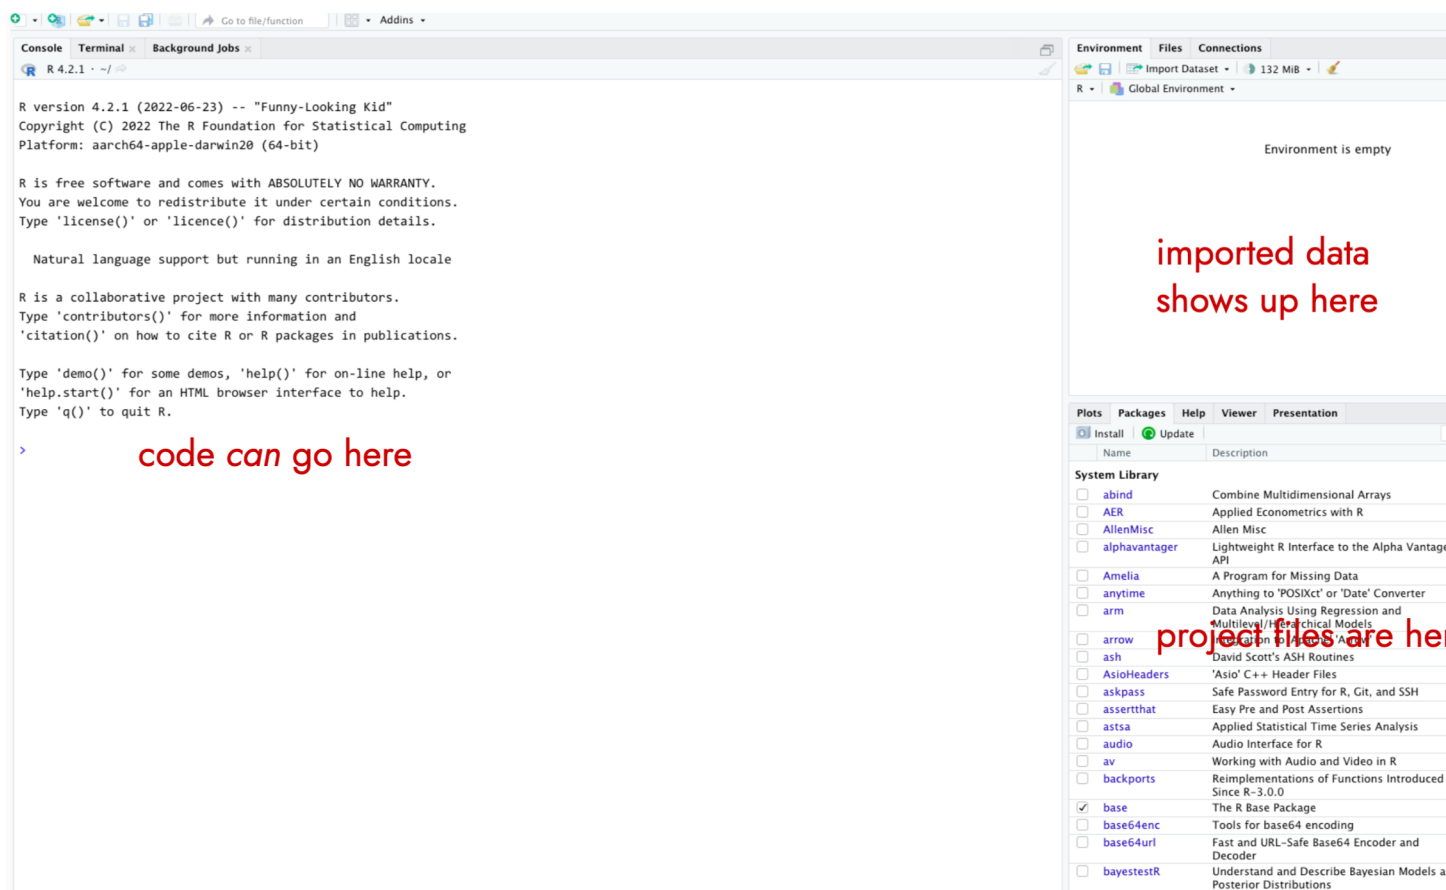 Go to file/function
Addins
Console Terminal Background Jobs
R 4.2.1 · ~/
R version 4.2.1 (2022-06-23) -- "Funny-Looking Kid"
Copyright (C) 2022 The R Foundation for Statistical Computing
Platform: aarch64-apple-darwin20 (64-bit)
R is free software and comes with ABSOLUTELY NO WARRANTY.
You are welcome to redistribute it under certain conditions.
Type 'license()' or 'licence()' for distribution details.
Natural language support but running in an English locale
R is a collaborative project with many contributors.
Type 'contributors()' for more information and
'citation()' on how to cite R or R packages in publications.
Type 'demo()' for some demos, 'help()' for on-line help, or
'help.start()' for an HTML browser interface to help.
Type 'q()' to quit R.
>
code can go here
Environment Files Connections
Import Dataset 132 MiB
R Global Environment
Environment is empty
imported data
shows up here
Plots Packages Help Viewer Presentation
Install Update
Name Description
System Library
abind Combine Multidimensional Arrays
AER Applied Econometrics with R
AllenMisc Allen Misc
alphavantager Lightweight R Interface to the Alpha Vantage
API
Amelia A Program for Missing Data
anytime Anything to 'POSIXct' or 'Date' Converter
arm Data Analysis Using Regression and
Multilevel/Hierarchical Models
arrow Integration to 'Apache' 'Arrow'
project files are her
ash David Scott's ASH Routines
AsioHeaders 'Asio' C++ Header Files
askpass Safe Password Entry for R, Git, and SSH
assertthat Easy Pre and Post Assertions
astsa Applied Statistical Time Series Analysis
audio Audio Interface for R
av Working with Audio and Video in R
backports Reimplementations of Functions Introduced
Since R-3.0.0
base The R Base Package
base64enc Tools for base64 encoding
base64url Fast and URL-Safe Base64 Encoder and
Decoder
bayestestR Understand and Describe Bayesian Models a
Posterior Distributions